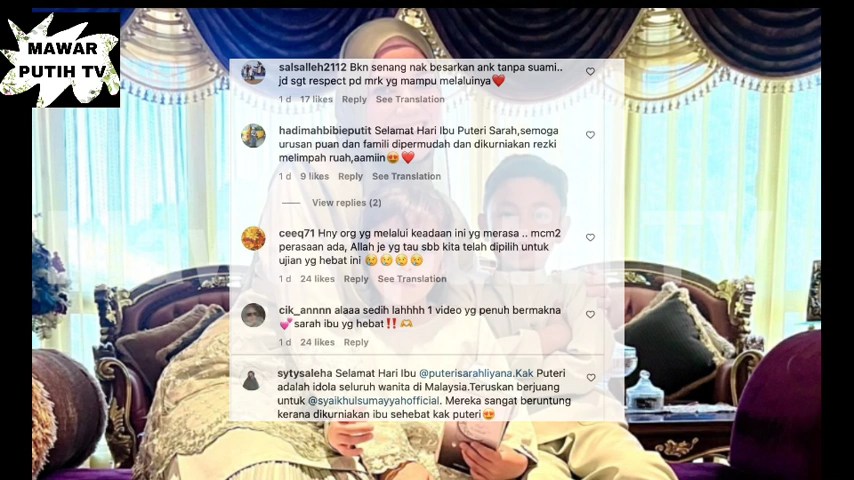 MAWAR
PUTIH TV
salsalleh2112 Bkn senang nak besarkan ank tanpa suami..
jd sgt respect pd mrk yg mampu melaluinya❤️
1 d 17 likes Reply See Translation
hadimahbibieputit Selamat Hari Ibu Puteri Sarah,semoga
urusan puan dan famili dipermudah dan dikurniakan rezki
melimpah ruah,aamiin😍❤️
1 d 9 likes Reply See Translation
View replies (2)
ceeq71 Hny org yg melalui keadaan ini yg merasa .. mcm2
perasaan ada, Allah je yg tau sbb kita telah dipilih untuk
ujian yg hebat ini 😢😢😢😢
1 d 24 likes Reply See Translation
cik_annnn alaaa sedih lahhhh 1 video yg penuh bermakna
💕sarah ibu yg hebat‼️🫶
1 d 24 likes Reply
sytysaleha Selamat Hari Ibu @puterisarahliyana.Kak Puteri
adalah idola seluruh wanita di Malaysia.Teruskan berjuang
untuk @syaikhulsumayyahofficial. Mereka sangat beruntung
kerana dikurniakan ibu sehebat kak puteri😍